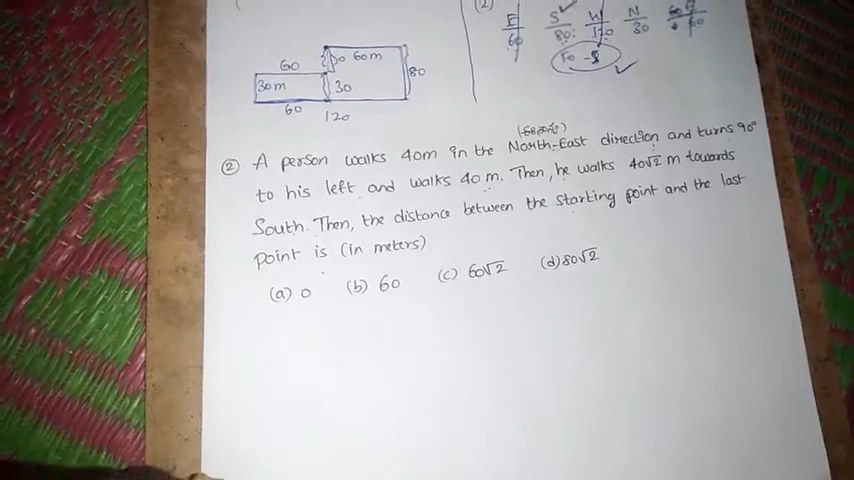 E S W N
60 80 120 30 60
60 60m
30m 30 80
60
120
② A person walks 40m in the North-East direction and turns 90°
to his left and walks 40 m. Then, he walks 40√2 m towards
South. Then, the distance between the starting point and the last
point is (in meters)
(a) 0 (b) 60 (c) 60√2 (d) 80√2